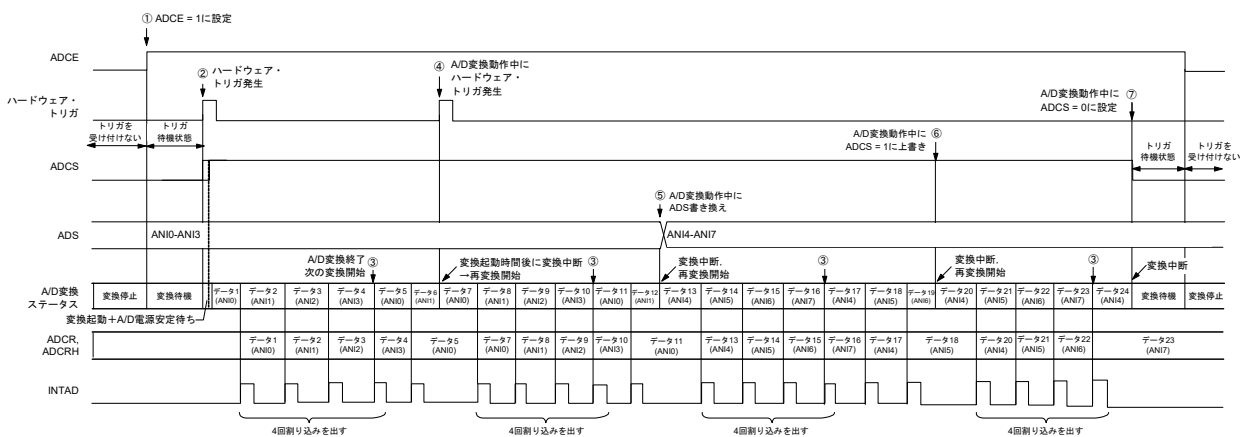 ① ADCE = 1に設定
ADCE
② ハードウェア・
トリガ発生
④ A/D変換動作中に
ハードウェア・
トリガ発生
A/D変換動作中に ⑦
ADCS = 0に設定
ハードウェア・
トリガ
トリガを
受け付けない
トリガ
待機状態
A/D変換動作中に ⑥
ADCS = 1に上書き
トリガ
待機状態
トリガを
受け付けない
ADCS
⑤ A/D変換動作中に
ADS書き換え
ADS
ANI0-ANI3
ANI4-ANI7
A/D変換終了 ③
次の変換開始
変換起動時間後に変換中断
→再変換開始
③
変換中断,
再変換開始
③
変換中断,
再変換開始
③
変換中断
A/D変換
ステータス
変換停止
変換待機
データ1
(ANI0)
データ2
(ANI1)
データ3
(ANI2)
データ4
(ANI3)
データ5
(ANI0)
データ6
(ANI1)
データ7
(ANI0)
データ8
(ANI1)
データ9
(ANI2)
データ10
(ANI3)
データ11
(ANI0)
データ12
(ANI1)
データ13
(ANI4)
データ14
(ANI5)
データ15
(ANI6)
データ16
(ANI7)
データ17
(ANI4)
データ18
(ANI5)
データ19
(ANI6)
データ20
(ANI4)
データ21
(ANI5)
データ22
(ANI6)
データ23
(ANI7)
データ24
(ANI4)
変換待機
変換停止
変換起動+A/D電源安定待ち
ADCR,
ADCRH
データ1
(ANI0)
データ2
(ANI1)
データ3
(ANI2)
データ4
(ANI3)
データ5
(ANI0)
データ7
(ANI0)
データ8
(ANI1)
データ9
(ANI2)
データ10
(ANI3)
データ11
(ANI0)
データ13
(ANI4)
データ14
(ANI5)
データ15
(ANI6)
データ16
(ANI7)
データ17
(ANI4)
データ18
(ANI5)
データ20
(ANI4)
データ21
(ANI5)
データ22
(ANI6)
データ23
(ANI7)
INTAD
4回割り込みを出す
4回割り込みを出す
4回割り込みを出す
4回割り込みを出す